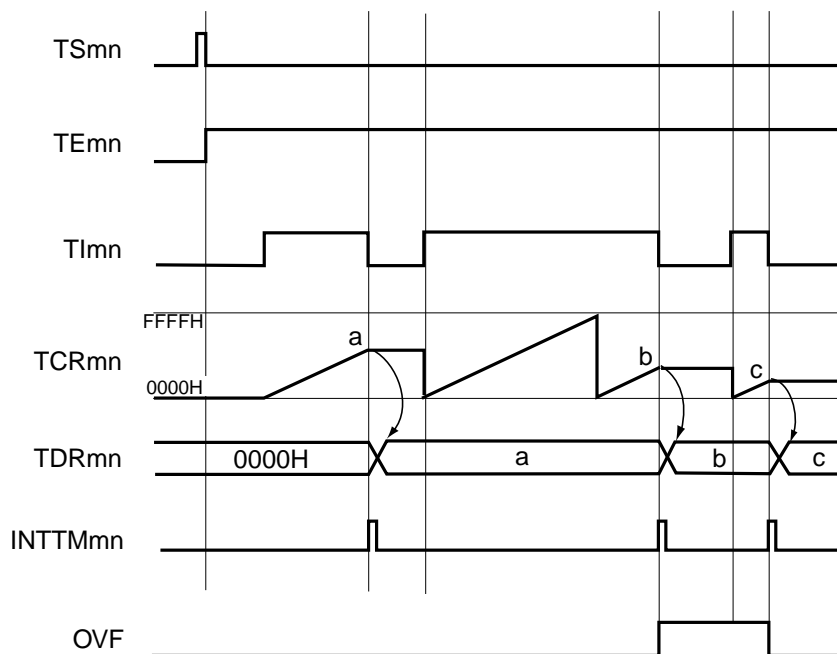 TSmn
TEmn
TImn
FFFFH
a
b
c
TCRmn
0000H
TDRmn
0000H
a
b
c
INTTMmn
OVF